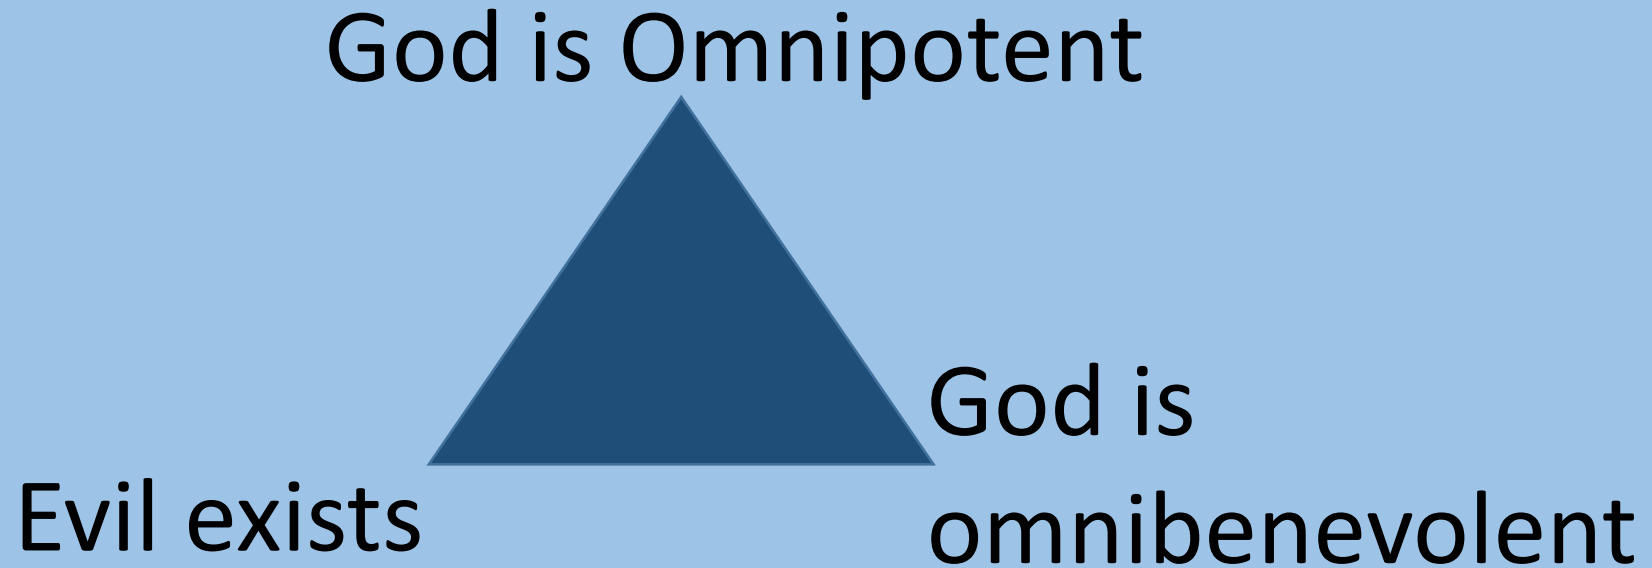 God is Omnipotent
Evil exists
God is
omnibenevolent